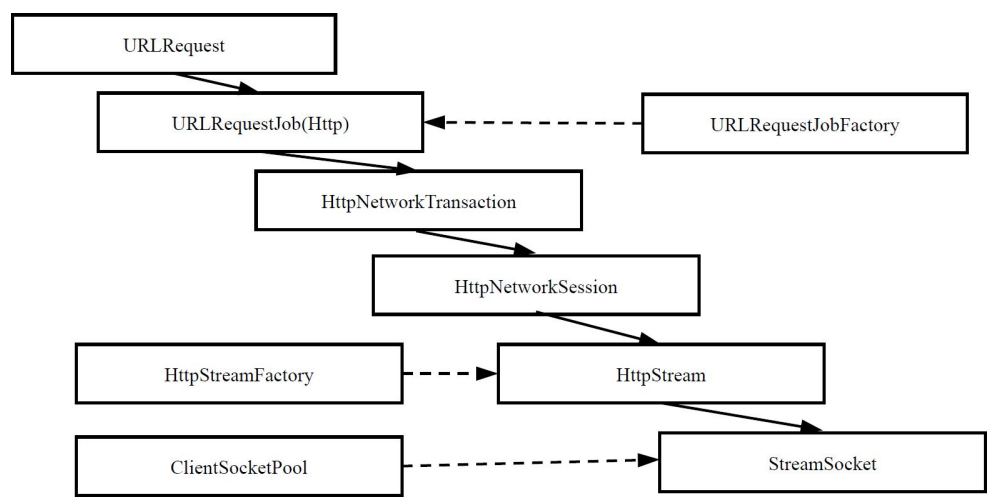 URLRequest
URLRequestJob(Http)
URLRequestJobFactory
HttpNetworkTransaction
HttpNetworkSession
HttpStreamFactory
HttpStream
ClientSocketPool
StreamSocket